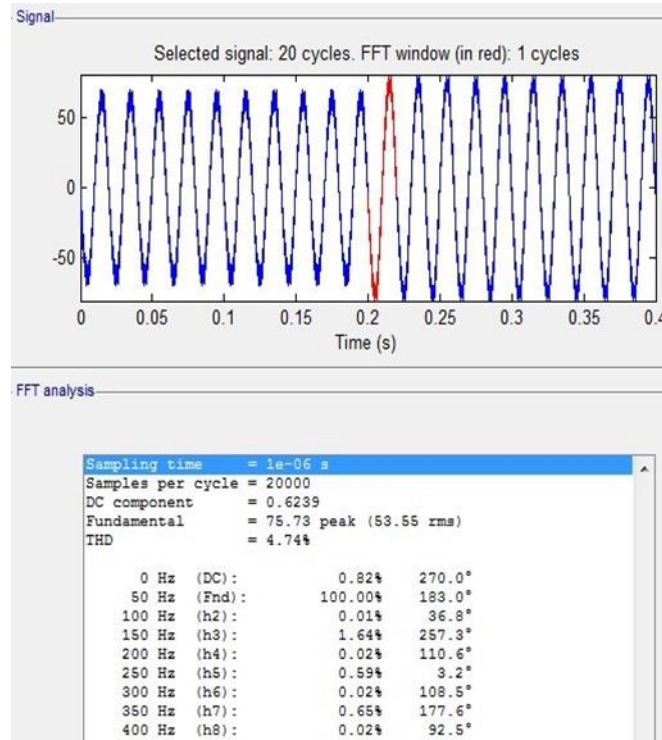 Signal
Selected signal: 20 cycles. FFT window (in red): 1 cycles
50
0
-50
0 0.05 0.1 0.15 0.2 0.25 0.3 0.35 0.4
Time (s)
FFT analysis
Sampling time = 1e-06 s
Samples per cycle = 20000
DC component = 0.6239
Fundamental = 75.73 peak (53.55 rms)
THD = 4.74%
0 Hz (DC): 0.82% 270.0°
50 Hz (Fnd): 100.00% 183.0°
100 Hz (h2): 0.01% 36.8°
150 Hz (h3): 1.64% 257.3°
200 Hz (h4): 0.02% 110.6°
250 Hz (h5): 0.59% 3.2°
300 Hz (h6): 0.02% 108.5°
350 Hz (h7): 0.65% 177.6°
400 Hz (h8): 0.02% 92.5°